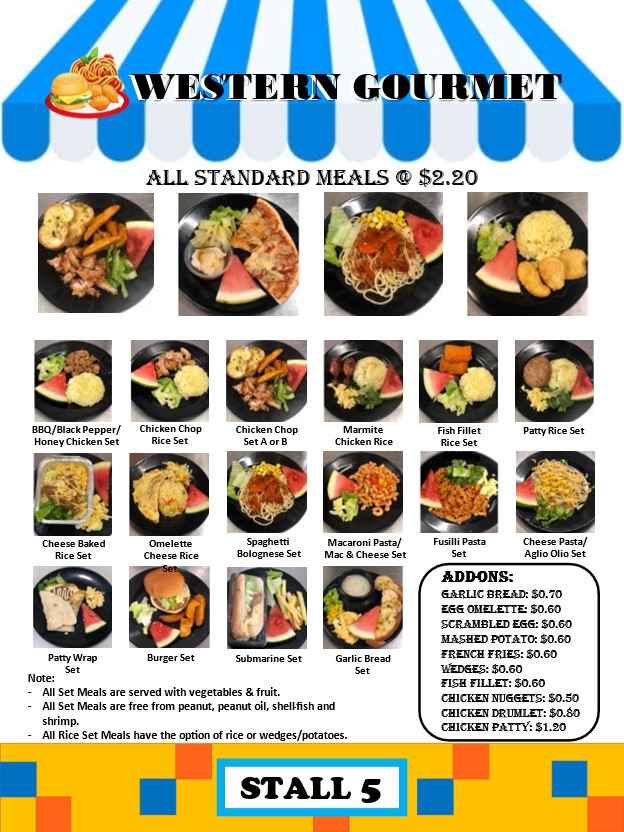 WESTERN GOURMET
ALL STANDARD MEALS @ $2.20
BBQ/Black Pepper/
Honey Chicken Set
Chicken Chop
Rice Set
Chicken Chop
Set A or B
Marmite
Chicken Rice
Fish Fillet
Rice Set
Patty Rice Set
Cheese Baked
Rice Set
Omelette
Cheese Rice
Set
Spaghetti
Bolognese Set
Macaroni Pasta/
Mac & Cheese Set
Fusilli Pasta
Set
Cheese Pasta/
Aglio Olio Set
Patty Wrap
Set
Burger Set
Submarine Set
Garlic Bread
Set
ADD-ONS:
GARLIC BREAD: $0.70
EGG OMELETTE: $0.60
SCRAMBLED EGG: $0.60
MASHED POTATO: $0.60
FRENCH FRIES: $0.60
WEDGES: $0.60
FISH FILLET: $0.60
CHICKEN NUGGETS: $0.50
CHICKEN DRUMLET: $0.80
CHICKEN PATTY: $1.20
Note:
- All Set Meals are served with vegetables & fruit.
- All Set Meals are free from peanut, peanut oil, shell-fish and
shrimp.
- All Rice Set Meals have the option of rice or wedges/potatoes.
STALL 5